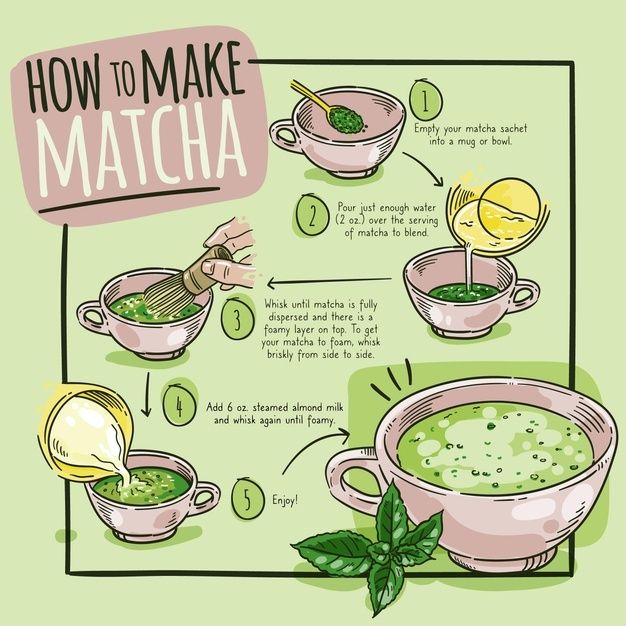 HOW TO MAKE
MATCHA
1
Empty your matcha sachet
into a mug or bowl.
2
Pour just enough water
(2 oz.) over the serving
of matcha to blend.
3
Whisk until matcha is fully
dispersed and there is a
foamy layer on top. To get
your matcha to foam, whisk
briskly from side to side.
4
Add 6 oz. steamed almond milk
and whisk again until foamy.
5
Enjoy!